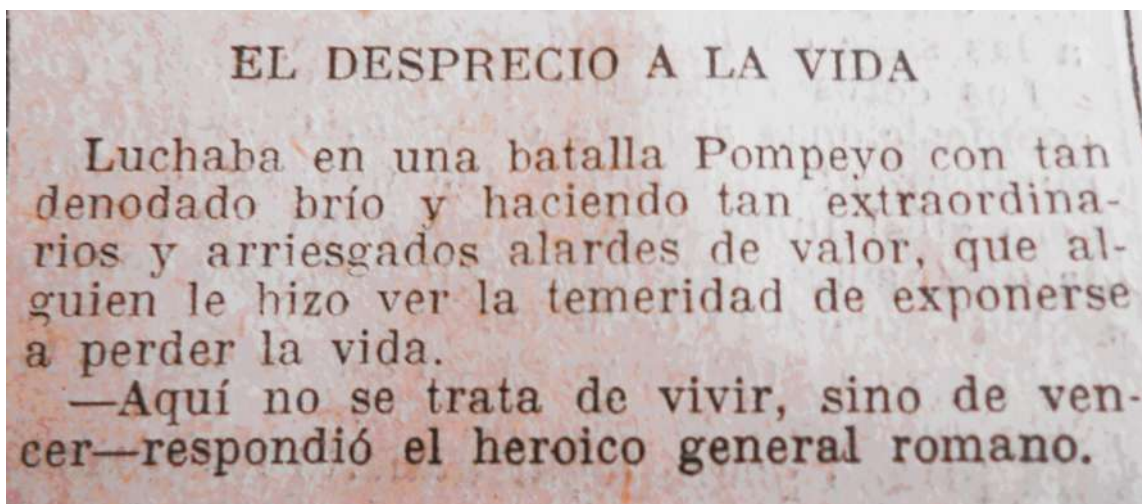 EL DESPRECIO A LA VIDA
Luchaba en una batalla Pompeyo con tan
denodado brío y haciendo tan extraordina-
rios y arriesgados alardes de valor, que al-
guien le hizo ver la temeridad de exponerse
a perder la vida.
—Aquí no se trata de vivir, sino de ven-
cer—respondió el heroico general romano.